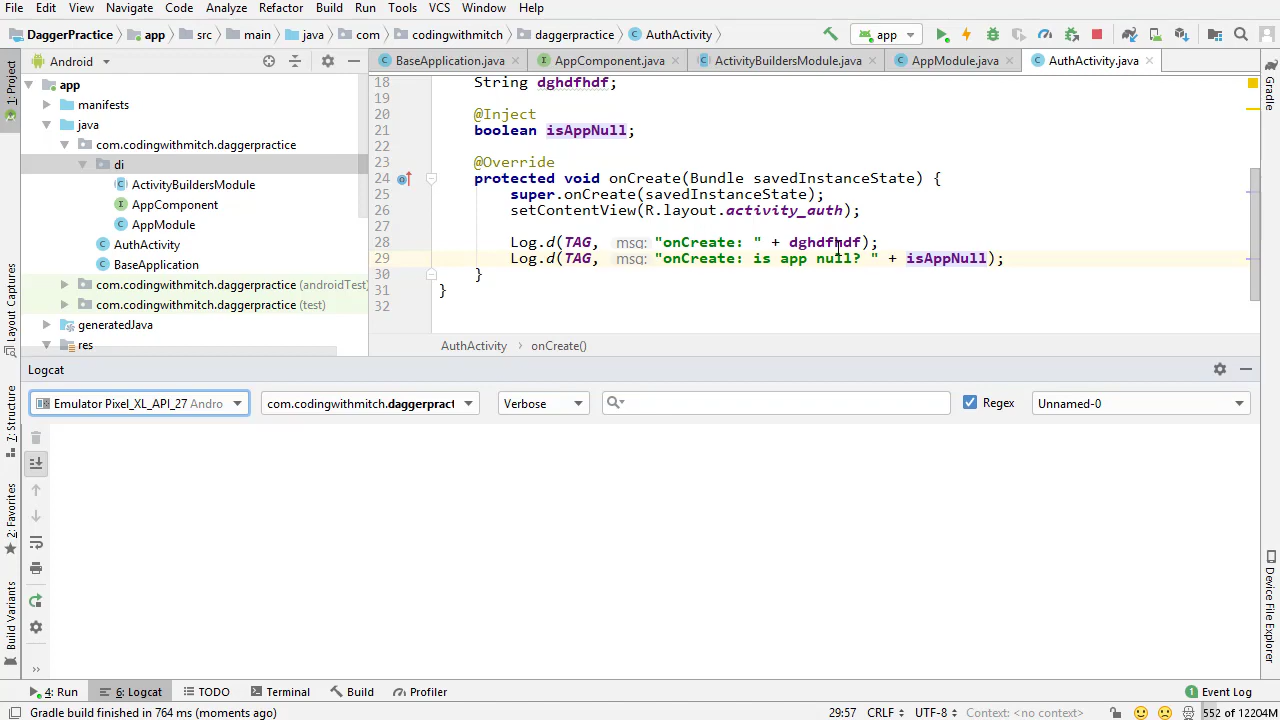 File Edit View Navigate Code Analyze Refactor Build Run Tools VCS Window Help
DaggerPractice app src main java com codingwithmitch daggerpractice AuthActivity app
Android BaseApplication.java AppComponent.java ActivityBuildersModule.java AppModule.java AuthActivity.java
1: Project
Layout Captures
Z: Structure
2: Favorites
Build Variants
app
manifests
java
com.codingwithmitch.daggerpractice
di
ActivityBuildersModule
AppComponent
AppModule
AuthActivity
BaseApplication
com.codingwithmitch.daggerpractice (androidTest)
com.codingwithmitch.daggerpractice (test)
generatedJava
res
18 String dghdfhdf;
19
20 @Inject
21 boolean isAppNull;
22
23 @Override
24 protected void onCreate(Bundle savedInstanceState) {
25 super.onCreate(savedInstanceState);
26 setContentView(R.layout.activity_auth);
27
28 Log.d(TAG, msg: "onCreate: " + dghdfhdf);
29 Log.d(TAG, msg: "onCreate: is app null? " + isAppNull);
30 }
31 }
32
AuthActivity onCreate()
Gradle
Device File Explorer
Logcat
Emulator Pixel_XL_API_27 Andro com.codingwithmitch.daggerpract Verbose Regex Unnamed-0
4: Run 6: Logcat TODO Terminal Build Profiler 1 Event Log
Gradle build finished in 764 ms (moments ago) 29:57 CRLF UTF-8 Context: <no context> 552 of 12204M